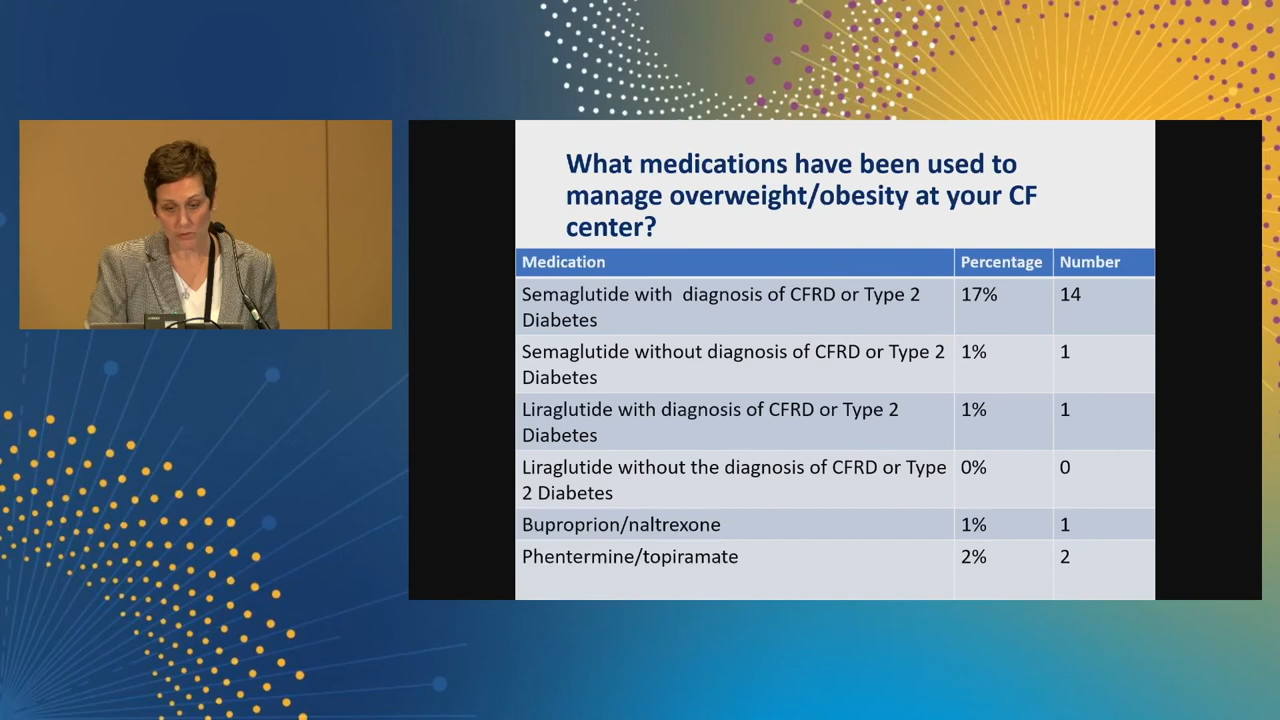 What medications have been used to
manage overweight/obesity at your CF
center?
Medication Percentage Number
Semaglutide with diagnosis of CFRD or Type 2 17% 14
Diabetes
Semaglutide without diagnosis of CFRD or Type 2 1% 1
Diabetes
Liraglutide with diagnosis of CFRD or Type 2 1% 1
Diabetes
Liraglutide without the diagnosis of CFRD or Type 0% 0
2 Diabetes
Buproprion/naltrexone 1% 1
Phentermine/topiramate 2% 2